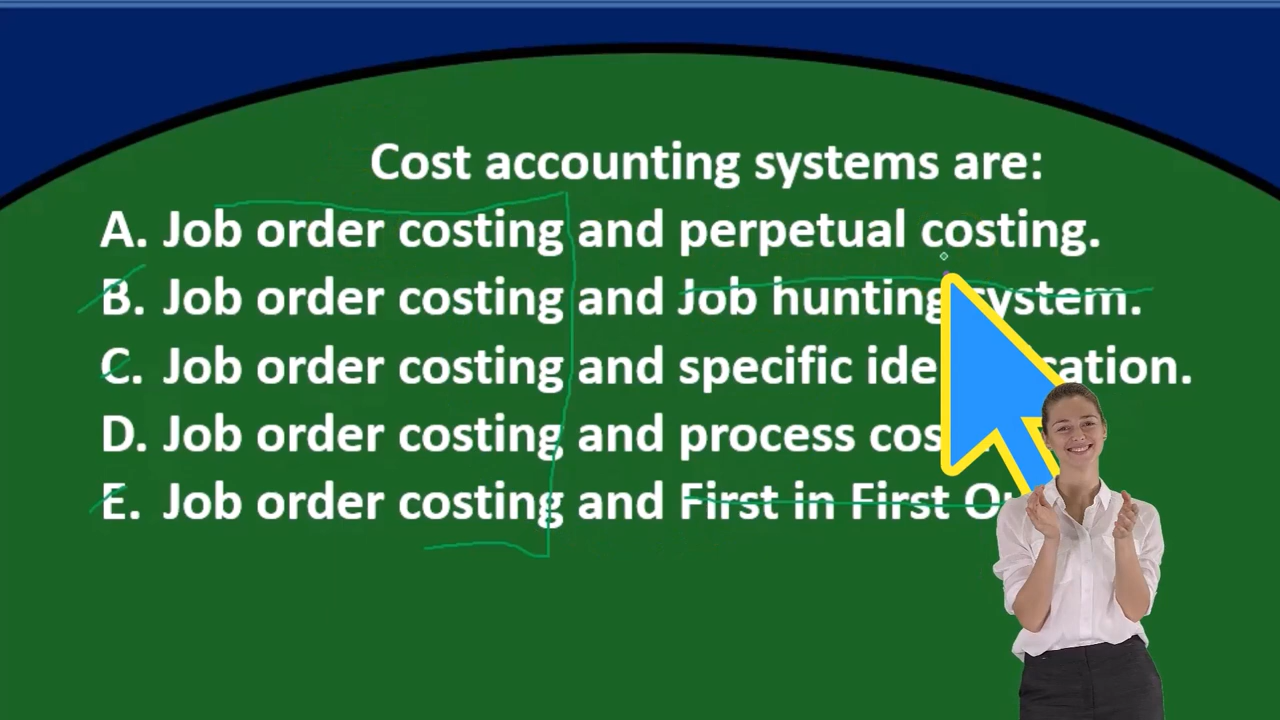 Cost accounting systems are:
A. Job order costing and perpetual costing.
B. Job order costing and Job hunting system.
C. Job order costing and specific
D. Job order costing and process
E. Job order costing and First in First